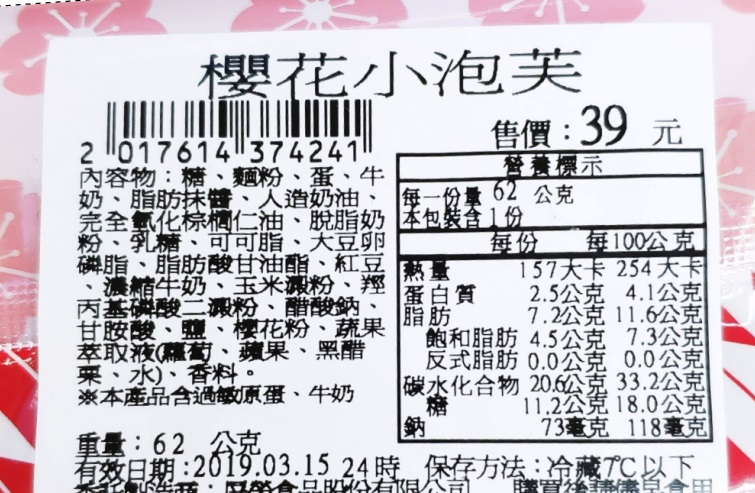 櫻花小泡芙
售價：39 元
2 017614 374241
內容物：糖、麵粉、蛋、牛
奶、脂肪抹醬、人造奶油、
完全氫化棕櫚仁油、脫脂奶
粉、乳糖、可可脂、大豆卵
磷脂、脂肪酸甘油酯、紅豆
、濃縮牛奶、玉米澱粉、羥
丙基磷酸二澱粉、醋酸鈉、
甘胺酸、鹽、櫻花粉、蔬果
萃取液(蘿蔔、蘋果、黑醋
栗、水)、香料。
※本產品含過敏原蛋、牛奶
營養標示
每一份量 62 公克
本包裝含 1份
每份 每100公克
熱量 157大卡 254大卡
蛋白質 2.5公克 4.1公克
脂肪 7.2公克 11.6公克
飽和脂肪 4.5公克 7.3公克
反式脂肪 0.0公克 0.0公克
碳水化合物 20.6公克 33.2公克
糖 11.2公克 18.0公克
鈉 73毫克 118毫克
重量：62 公克
有效日期：2019.03.15 24時 保存方法：冷藏7℃以下
食品股份有限公司